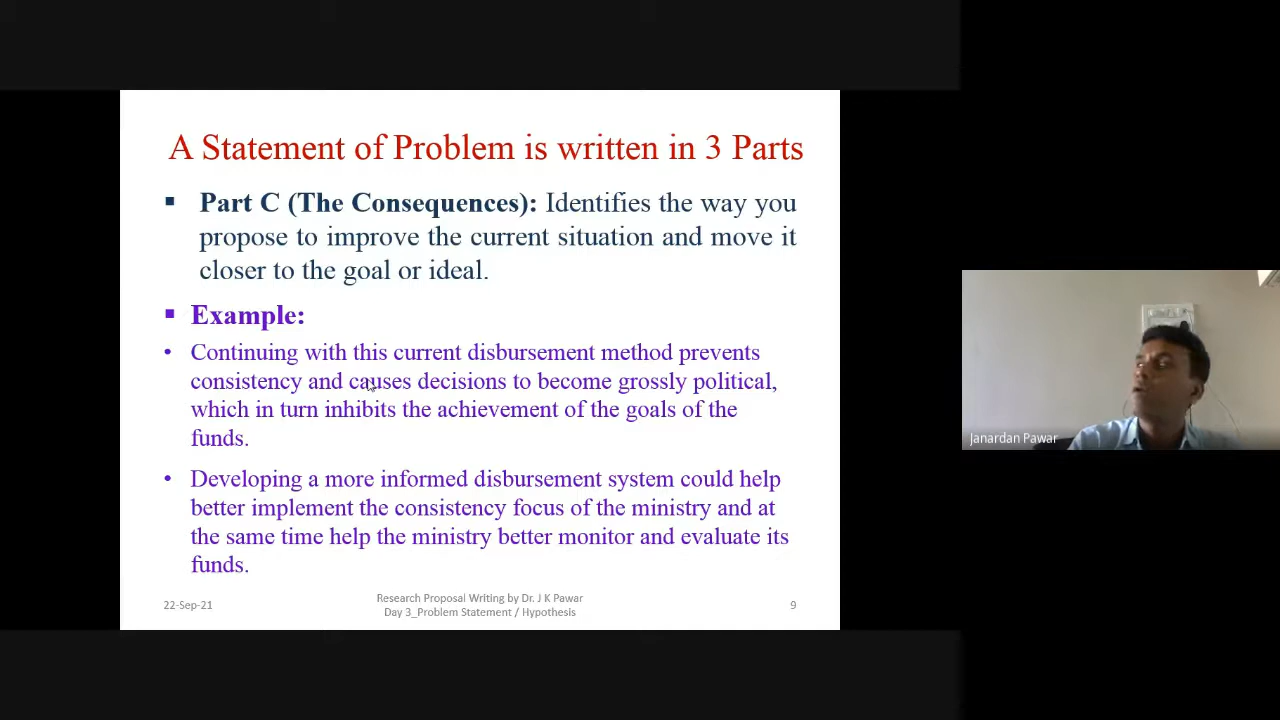 A Statement of Problem is written in 3 Parts
Part C (The Consequences): Identifies the way you
propose to improve the current situation and move it
closer to the goal or ideal.
Example:
Continuing with this current disbursement method prevents
consistency and causes decisions to become grossly political,
which in turn inhibits the achievement of the goals of the
funds.
Developing a more informed disbursement system could help
better implement the consistency focus of the ministry and at
the same time help the ministry better monitor and evaluate its
funds.
22-Sep-21
Research Proposal Writing by Dr. J K Pawar
Day 3_Problem Statement / Hypothesis
9
Janardan Pawar